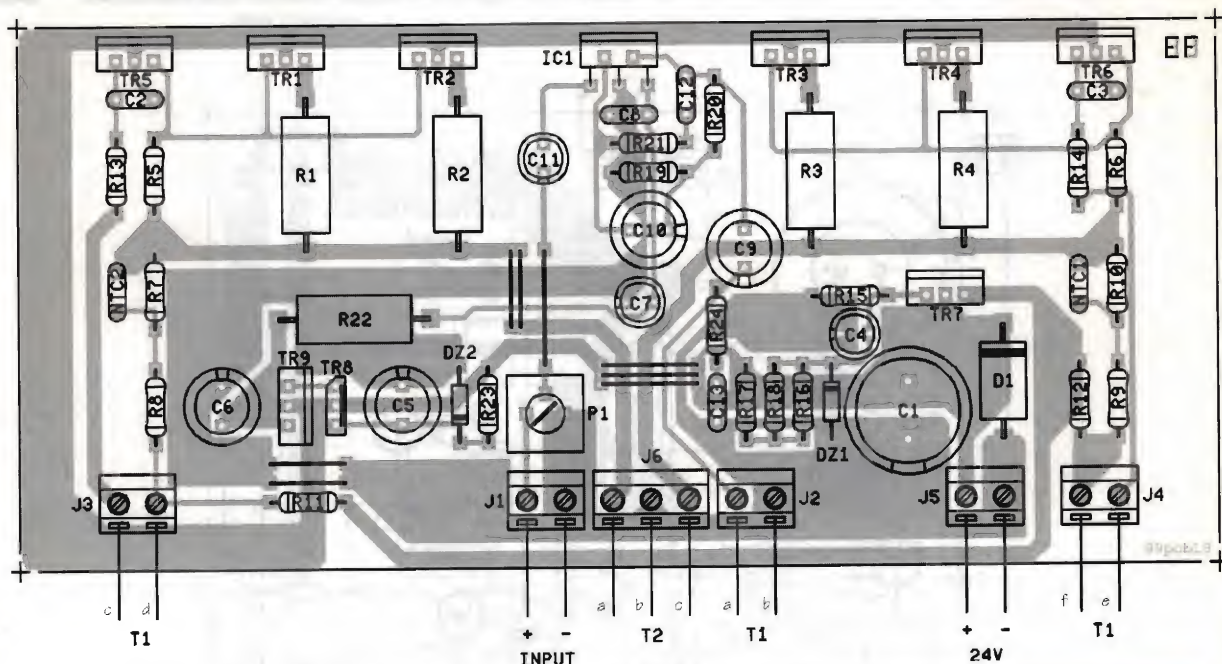 IC1
EE
TR5
TR1
TR2
TR3
TR4
TR6
C2
C8
C12
R20
C3
R13
R5
R1
R2
C11
R21
R19
R3
R4
R14
R6
C10
C9
NTC2
R7
C7
R24
R15
TR7
NTC1
R10
R22
DZ2
C4
TR9
TR8
D1
R8
C6
C5
R23
P1
C13
R17
R18
R16
C1
R12
R9
DZ1
J6
J3
R11
J1
J2
J5
J4
c d
a b c a b
f e
T1
+ -
T2
T1
+ -
T1
INPUT
24V